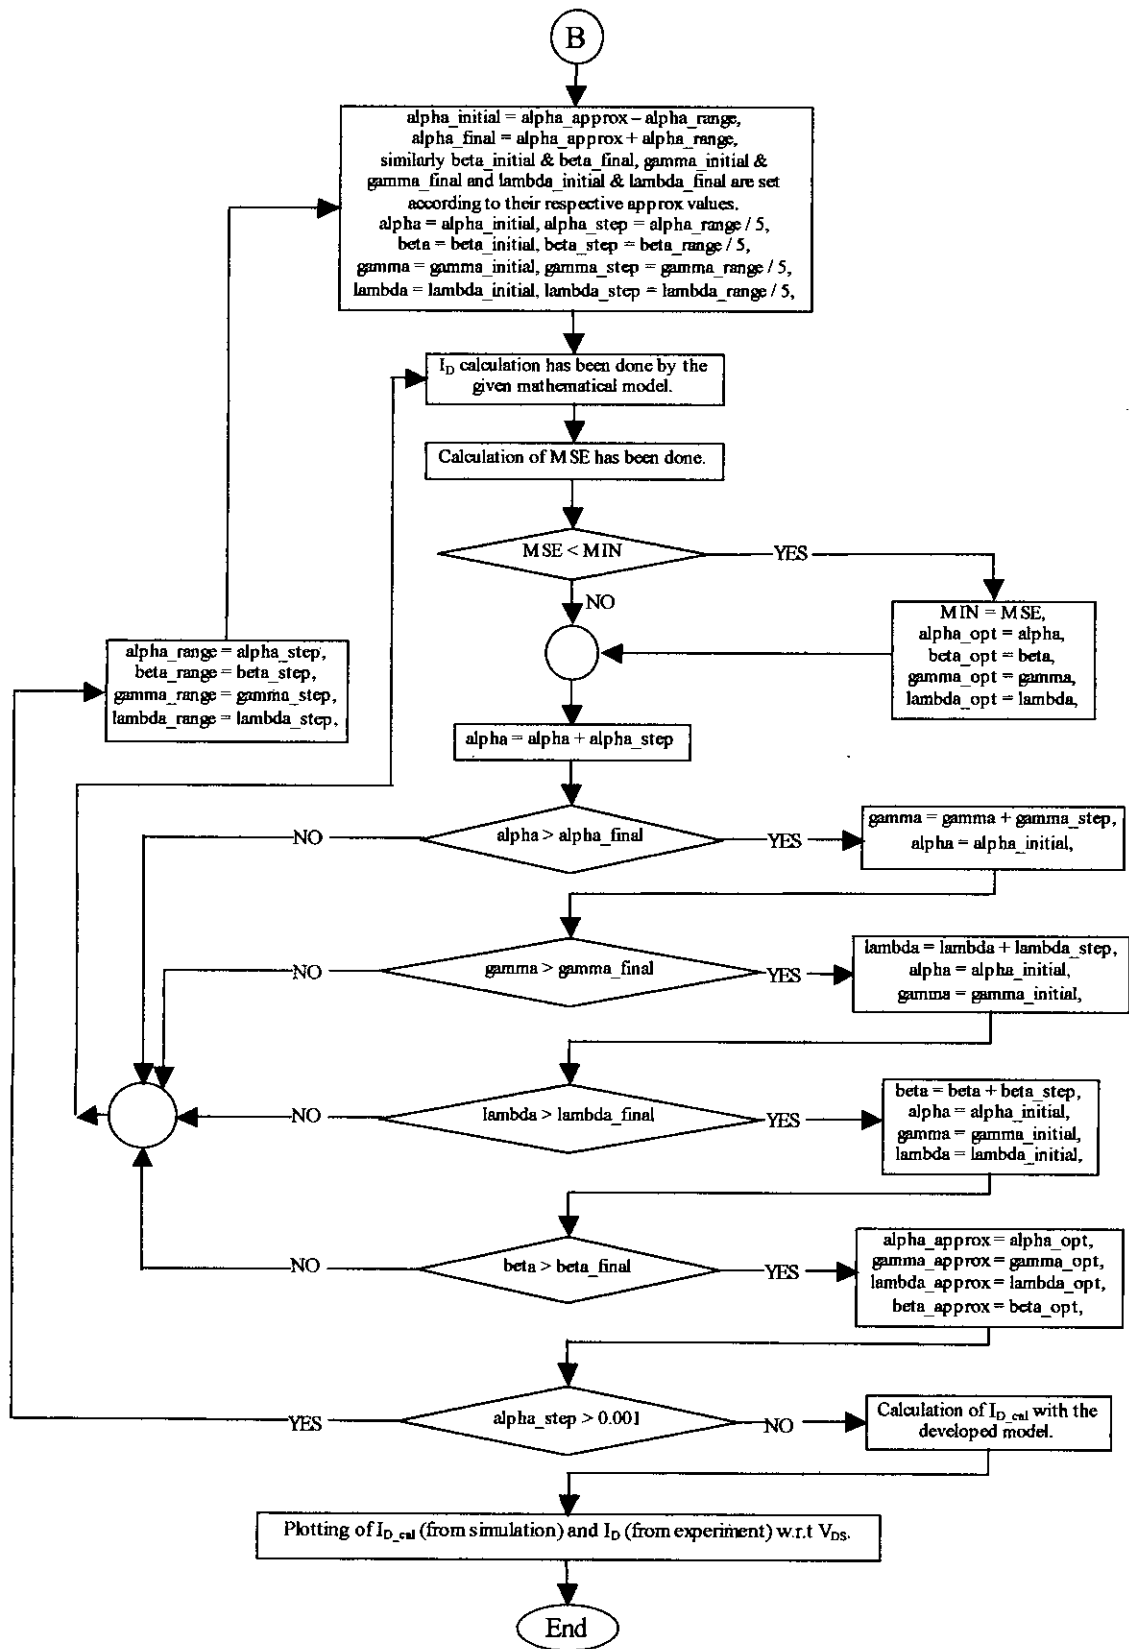 B
alpha_initial = alpha_approx – alpha_range,
alpha_final = alpha_approx + alpha_range,
similarly beta_initial & beta_final, gamma_initial &
gamma_final and lambda_initial & lambda_final are set
according to their respective approx values.
alpha = alpha_initial, alpha_step = alpha_range / 5,
beta = beta_initial, beta_step = beta_range / 5,
gamma = gamma_initial, gamma_step = gamma_range / 5,
lambda = lambda_initial, lambda_step = lambda_range / 5,
I_D calculation has been done by the
given mathematical model.
Calculation of MSE has been done.
MSE < MIN
YES
NO
MIN = MSE,
alpha_opt = alpha,
beta_opt = beta,
gamma_opt = gamma,
lambda_opt = lambda,
alpha_range = alpha_step,
beta_range = beta_step,
gamma_range = gamma_step,
lambda_range = lambda_step,
alpha = alpha + alpha_step
NO
alpha > alpha_final
YES
gamma = gamma + gamma_step,
alpha = alpha_initial,
NO
gamma > gamma_final
YES
lambda = lambda + lambda_step,
alpha = alpha_initial,
gamma = gamma_initial,
NO
lambda > lambda_final
YES
beta = beta + beta_step,
alpha = alpha_initial,
gamma = gamma_initial,
lambda = lambda_initial,
NO
beta > beta_final
YES
alpha_approx = alpha_opt,
gamma_approx = gamma_opt,
lambda_approx = lambda_opt,
beta_approx = beta_opt,
YES
alpha_step > 0.001
NO
Calculation of I_D_cal with the
developed model.
Plotting of I_D_cal (from simulation) and I_D (from experiment) w.r.t V_DS.
End